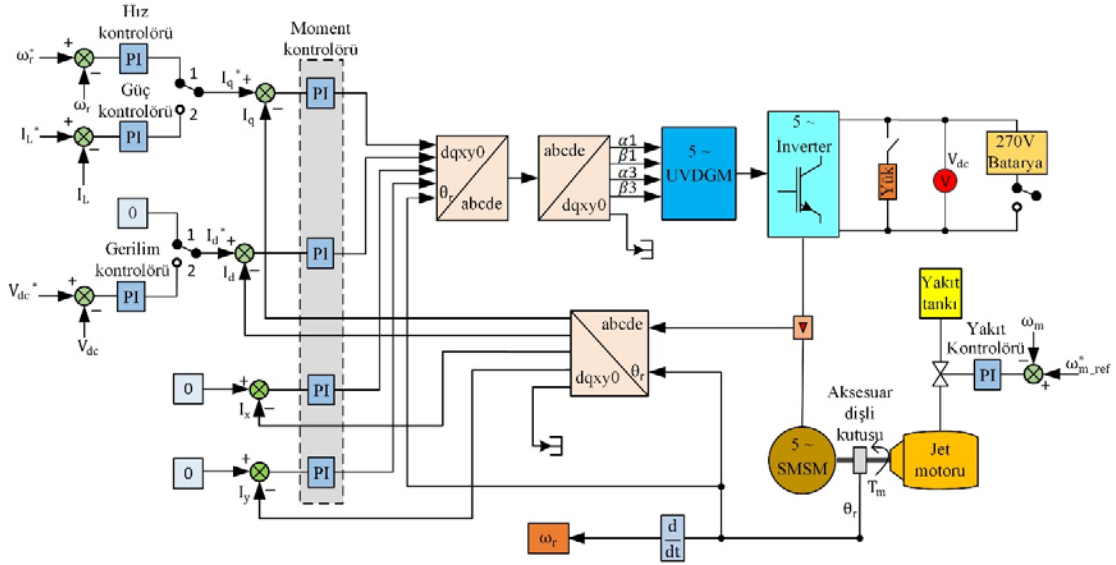 Hız
kontrolörü
ω_r^*
+
−
PI
ω_r
1
2
Güç
kontrolörü
I_L^*
+
−
PI
I_L
I_q^*
+
−
I_q
Moment
kontrolörü
PI
0
1
2
Gerilim
kontrolörü
V_dc^*
+
−
PI
V_dc
I_d^*
+
−
I_d
PI
0
+
−
I_x
PI
0
+
−
I_y
PI
dqxy0
θ_r
abcde
abcde
dqxy0
α1
β1
α3
β3
5 ~
UVDGM
5 ~
İnverter
Yük
V_dc
V
270V
Batarya
abcde
dqxy0
θ_r
Yakıt
tankı
Yakıt
Kontrolörü
PI
ω_m
−
+
ω_m_ref^*
Aksesuar
dişli
kutusu
5 ~
SMSM
T_m
Jet
motoru
θ_r
d
dt
ω_r